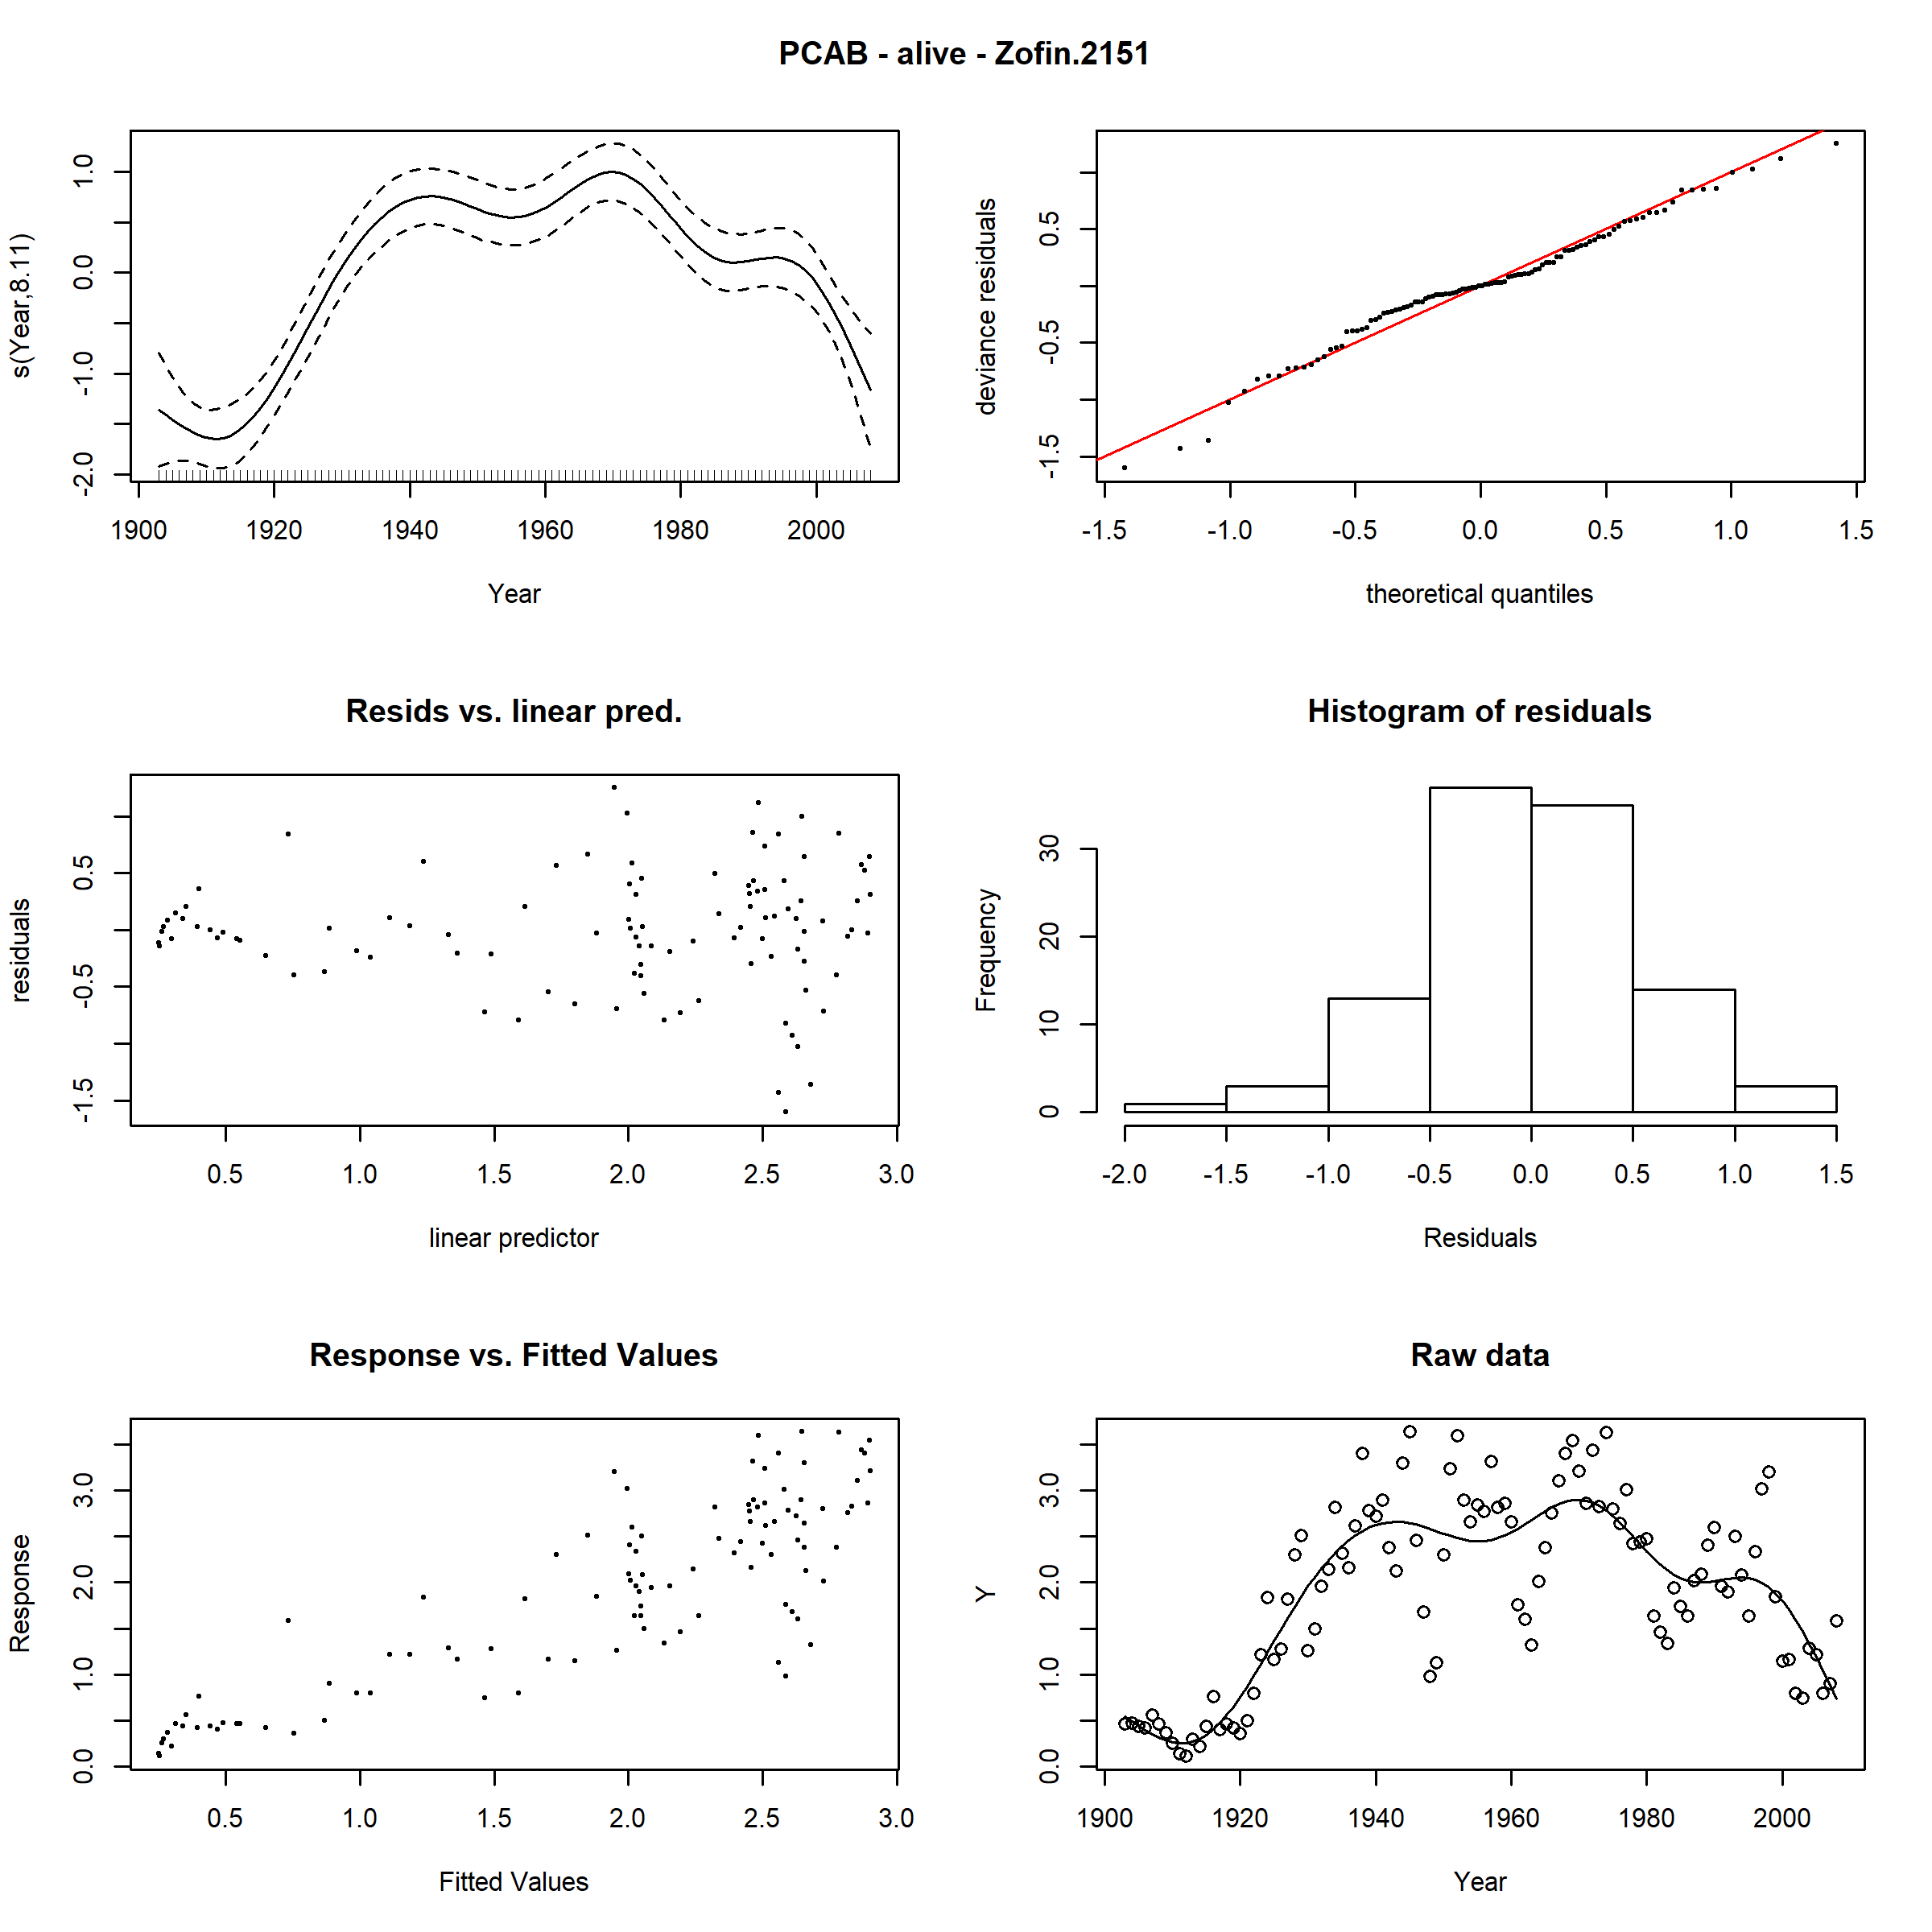 PCAB - alive - Zofin.2151
s(Year,8.11)
-2.0 -1.0 0.0 1.0
1900 1920 1940 1960 1980 2000
Year
deviance residuals
-1.5 -0.5 0.5
-1.5 -1.0 -0.5 0.0 0.5 1.0 1.5
theoretical quantiles
Resids vs. linear pred.
residuals
-1.5 -0.5 0.5
0.5 1.0 1.5 2.0 2.5 3.0
linear predictor
Histogram of residuals
Frequency
0 10 20 30
-2.0 -1.5 -1.0 -0.5 0.0 0.5 1.0 1.5
Residuals
Response vs. Fitted Values
Response
0.0 1.0 2.0 3.0
0.5 1.0 1.5 2.0 2.5 3.0
Fitted Values
Raw data
Y
0.0 1.0 2.0 3.0
1900 1920 1940 1960 1980 2000
Year